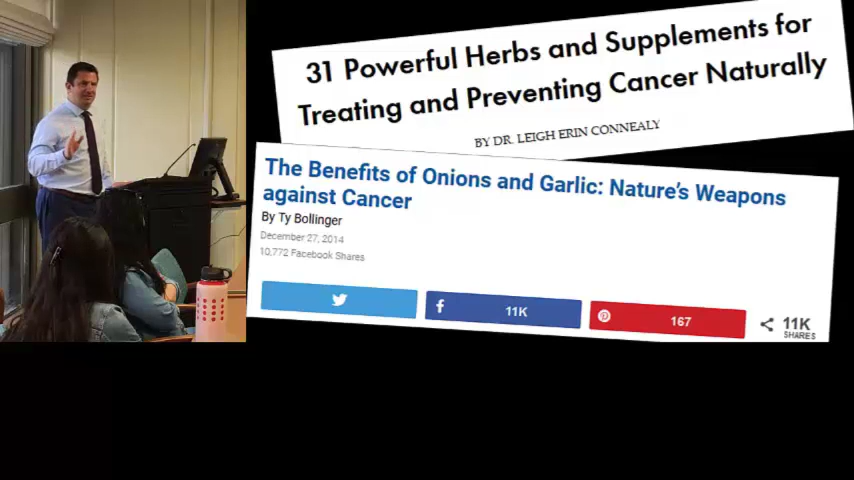 31 Powerful Herbs and Supplements for
Treating and Preventing Cancer Naturally
BY DR. LEIGH ERIN CONNEALY
The Benefits of Onions and Garlic: Nature's Weapons
against Cancer
By Ty Bollinger
December 27, 2014
10,772 Facebook Shares
11K
167
11K
SHARES